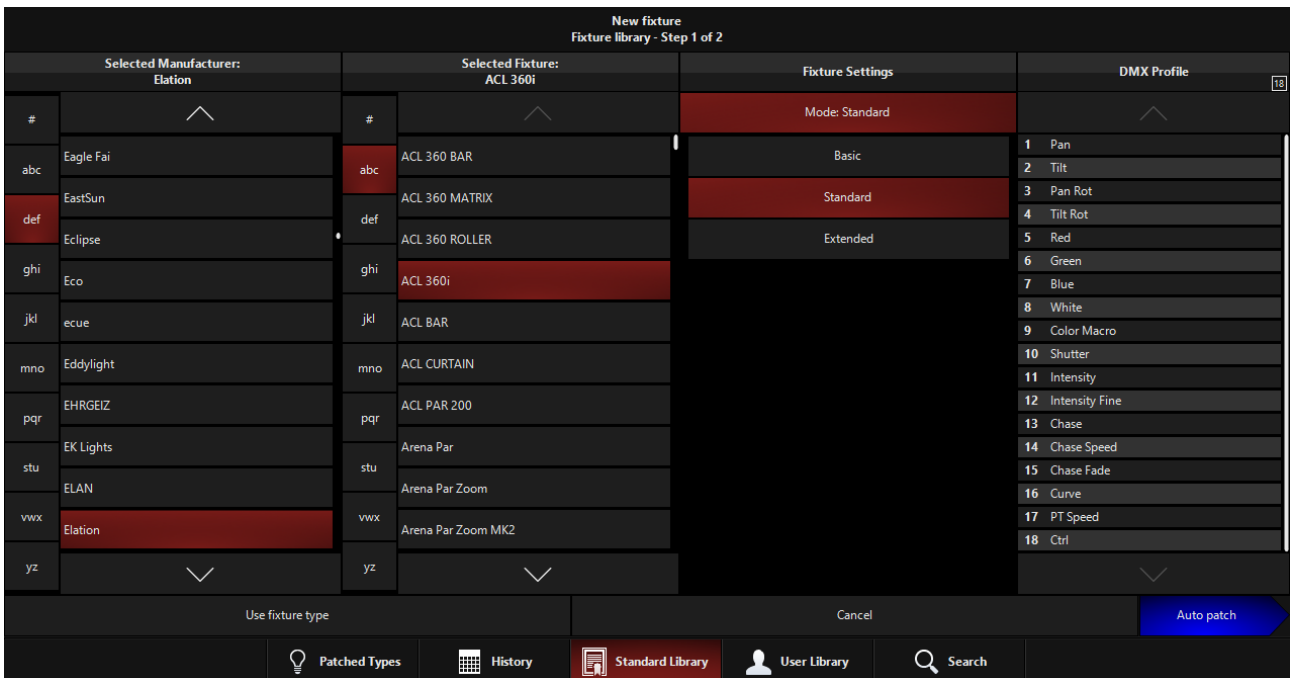 New fixture
Fixture library - Step 1 of 2
Selected Manufacturer:
Elation
Selected Fixture:
ACL 360i
Fixture Settings
DMX Profile
18
#
abc
def
ghi
jkl
mno
pqr
stu
vwx
yz
Eagle Fai
EastSun
Eclipse
Eco
ecue
Eddylight
EHRGEIZ
EK Lights
ELAN
Elation
#
abc
def
ghi
jkl
mno
pqr
stu
vwx
yz
ACL 360 BAR
ACL 360 MATRIX
ACL 360 ROLLER
ACL 360i
ACL BAR
ACL CURTAIN
ACL PAR 200
Arena Par
Arena Par Zoom
Arena Par Zoom MK2
Mode: Standard
Basic
Standard
Extended
1 Pan
2 Tilt
3 Pan Rot
4 Tilt Rot
5 Red
6 Green
7 Blue
8 White
9 Color Macro
10 Shutter
11 Intensity
12 Intensity Fine
13 Chase
14 Chase Speed
15 Chase Fade
16 Curve
17 PT Speed
18 Ctrl
Use fixture type
Cancel
Auto patch
Patched Types
History
Standard Library
User Library
Search